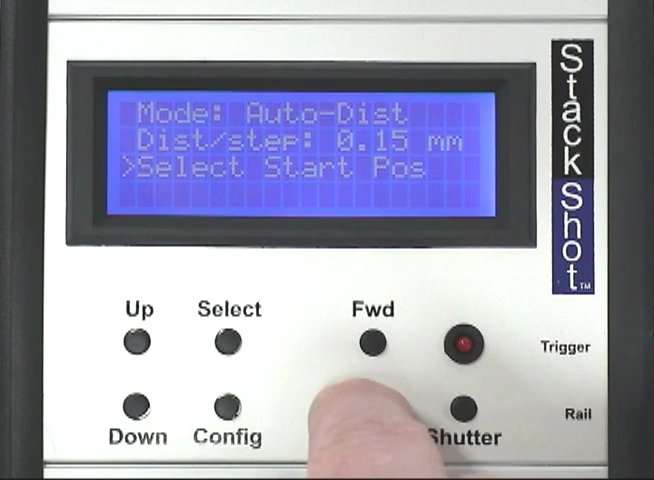 Mode: Auto-Dist
Dist/step: 0.15 mm
>Select Start Pos
StackShot™
Up
Select
Fwd
Trigger
Rail
Down
Config
Shutter